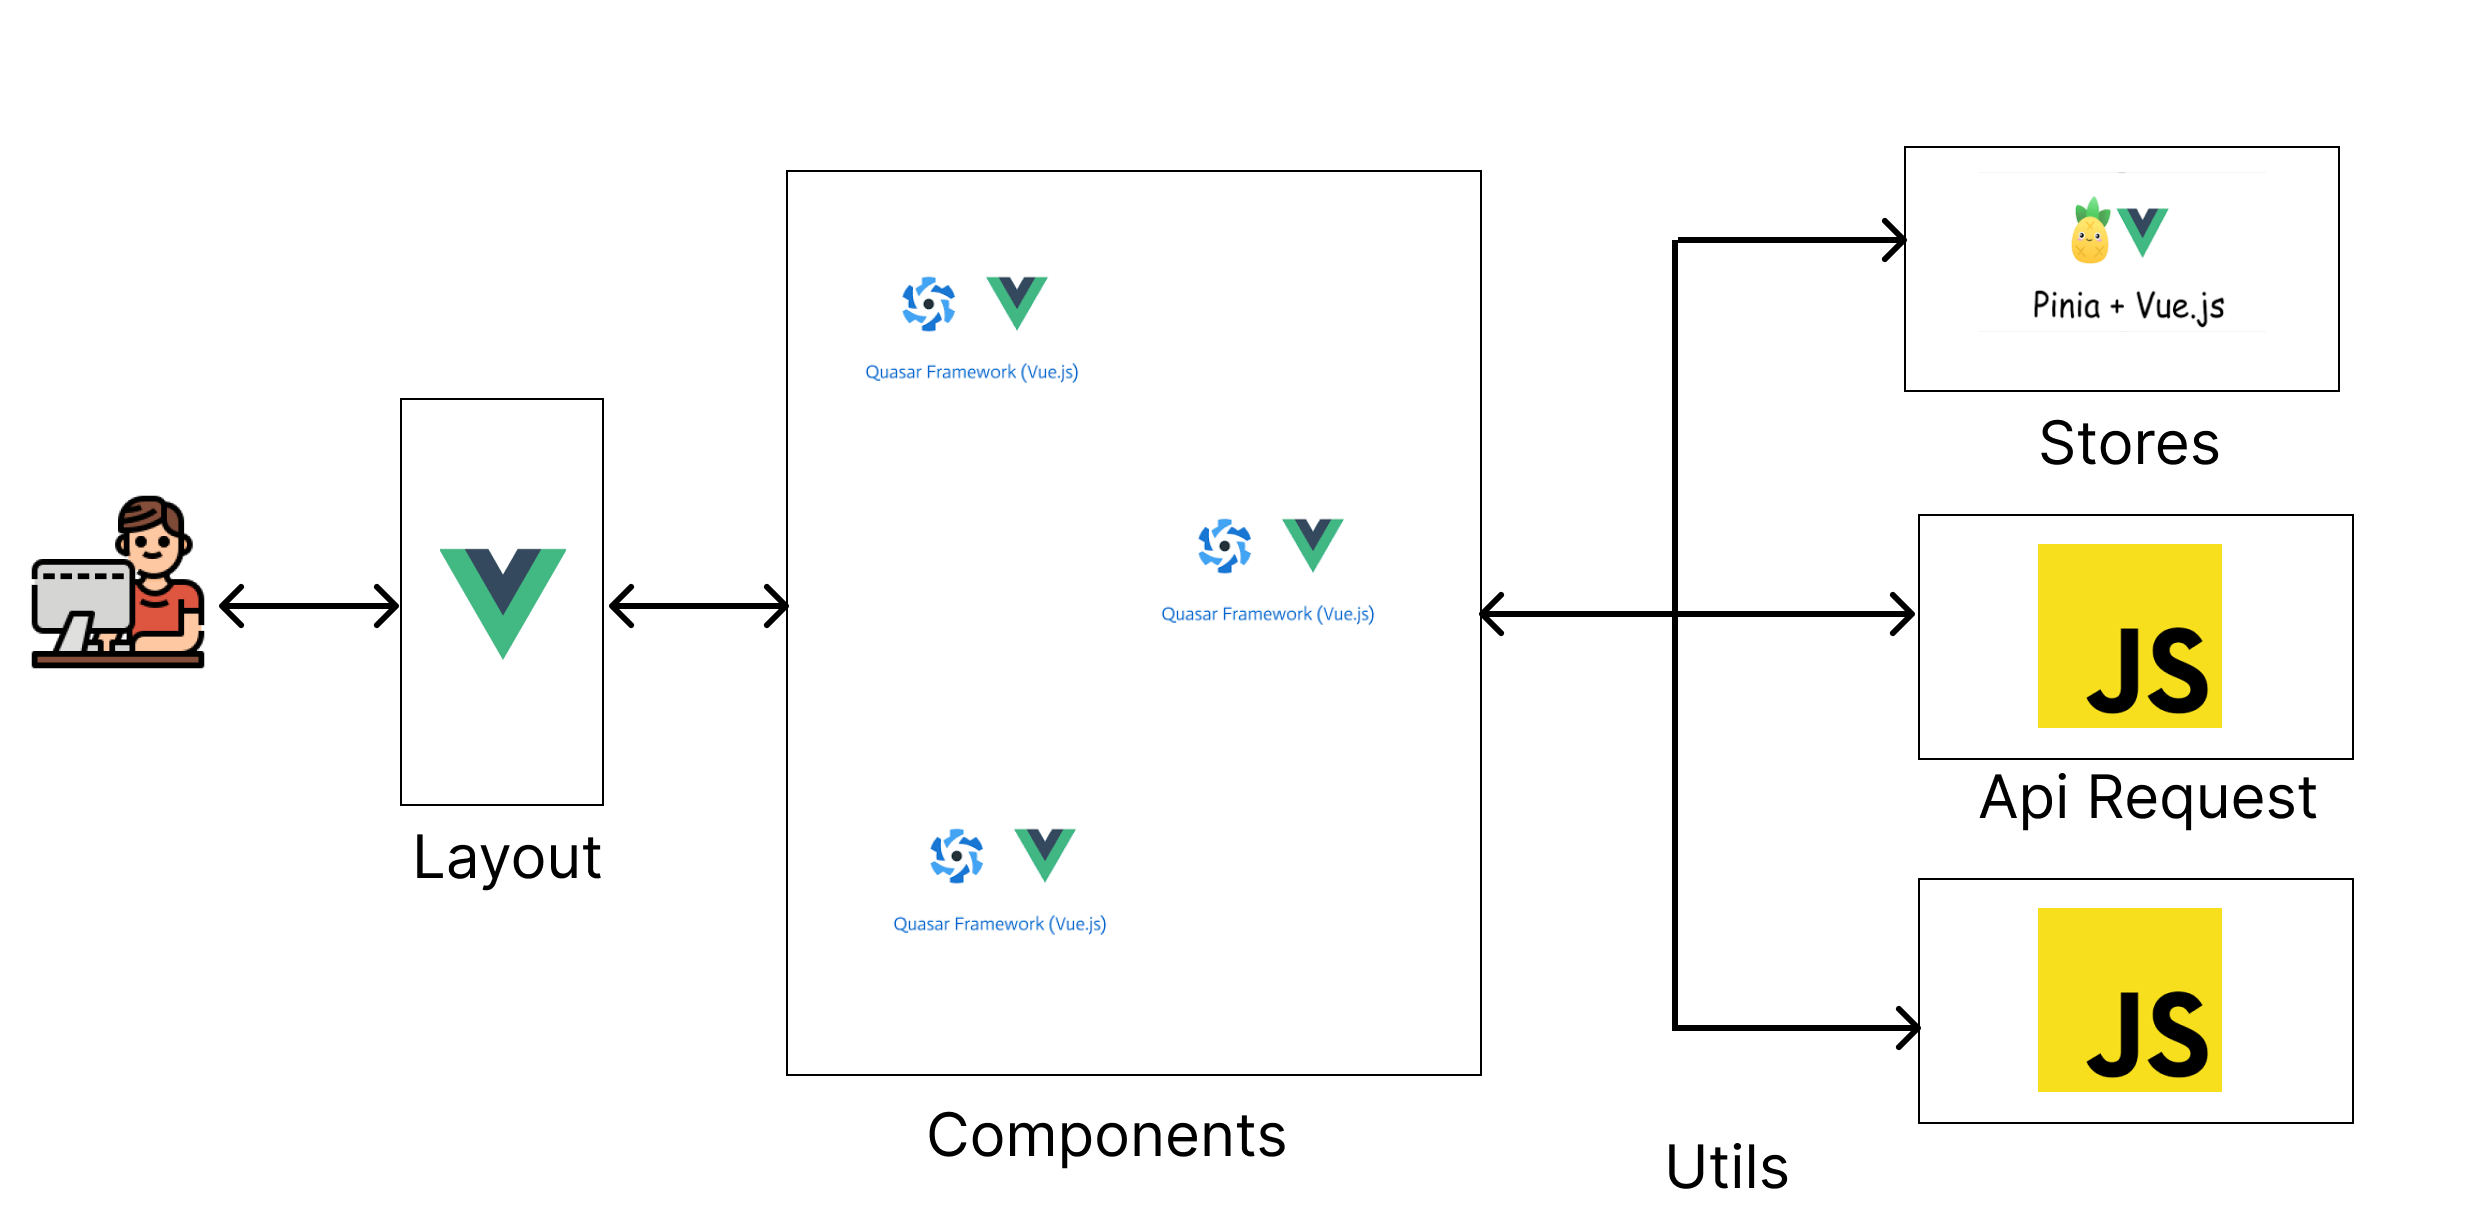 Pinia + Vue.js
Stores
Quasar Framework (Vue.js)
Quasar Framework (Vue.js)
Quasar Framework (Vue.js)
Layout
Components
JS
Api Request
JS
Utils